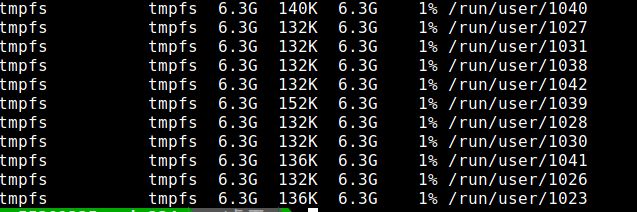 tmpfs tmpfs 6.3G 140K 6.3G 1% /run/user/1040
tmpfs tmpfs 6.3G 132K 6.3G 1% /run/user/1027
tmpfs tmpfs 6.3G 132K 6.3G 1% /run/user/1031
tmpfs tmpfs 6.3G 132K 6.3G 1% /run/user/1038
tmpfs tmpfs 6.3G 132K 6.3G 1% /run/user/1042
tmpfs tmpfs 6.3G 152K 6.3G 1% /run/user/1039
tmpfs tmpfs 6.3G 132K 6.3G 1% /run/user/1028
tmpfs tmpfs 6.3G 132K 6.3G 1% /run/user/1030
tmpfs tmpfs 6.3G 136K 6.3G 1% /run/user/1041
tmpfs tmpfs 6.3G 132K 6.3G 1% /run/user/1026
tmpfs tmpfs 6.3G 136K 6.3G 1% /run/user/1023